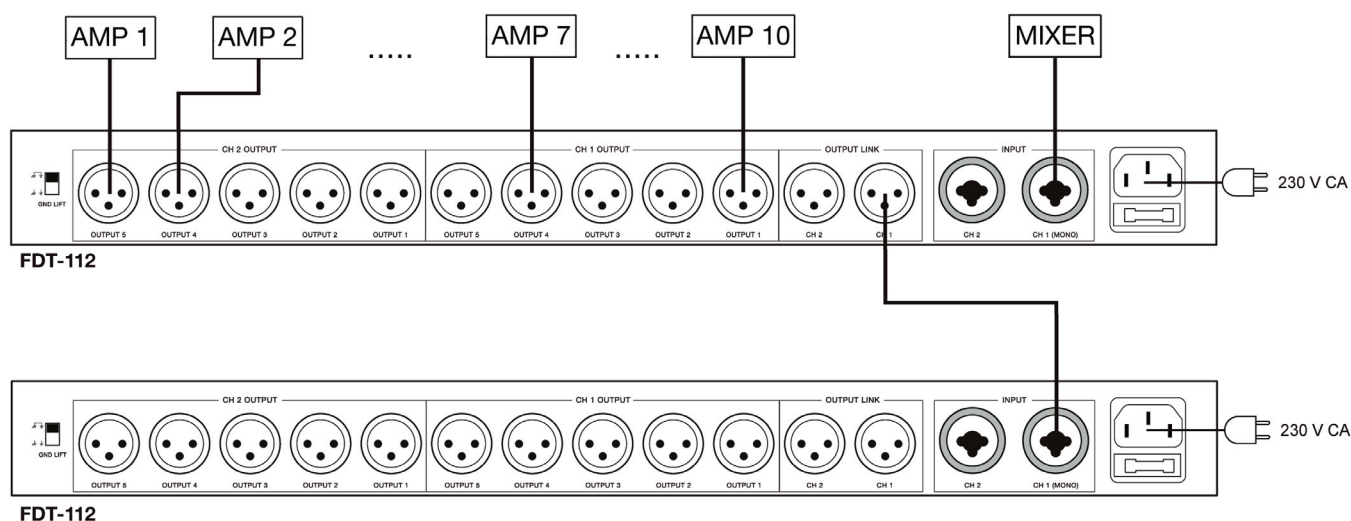 AMP 1 AMP 2 ..... AMP 7 ..... AMP 10 MIXER
CH 2 OUTPUT CH 1 OUTPUT OUTPUT LINK INPUT
230 V CA
GND LIFT
OUTPUT 5 OUTPUT 4 OUTPUT 3 OUTPUT 2 OUTPUT 1 OUTPUT 5 OUTPUT 4 OUTPUT 3 OUTPUT 2 OUTPUT 1 CH 2 CH 1 CH 2 CH 1 (MONO)
FDT-112
CH 2 OUTPUT CH 1 OUTPUT OUTPUT LINK INPUT
230 V CA
GND LIFT
OUTPUT 5 OUTPUT 4 OUTPUT 3 OUTPUT 2 OUTPUT 1 OUTPUT 5 OUTPUT 4 OUTPUT 3 OUTPUT 2 OUTPUT 1 CH 2 CH 1 CH 2 CH 1 (MONO)
FDT-112